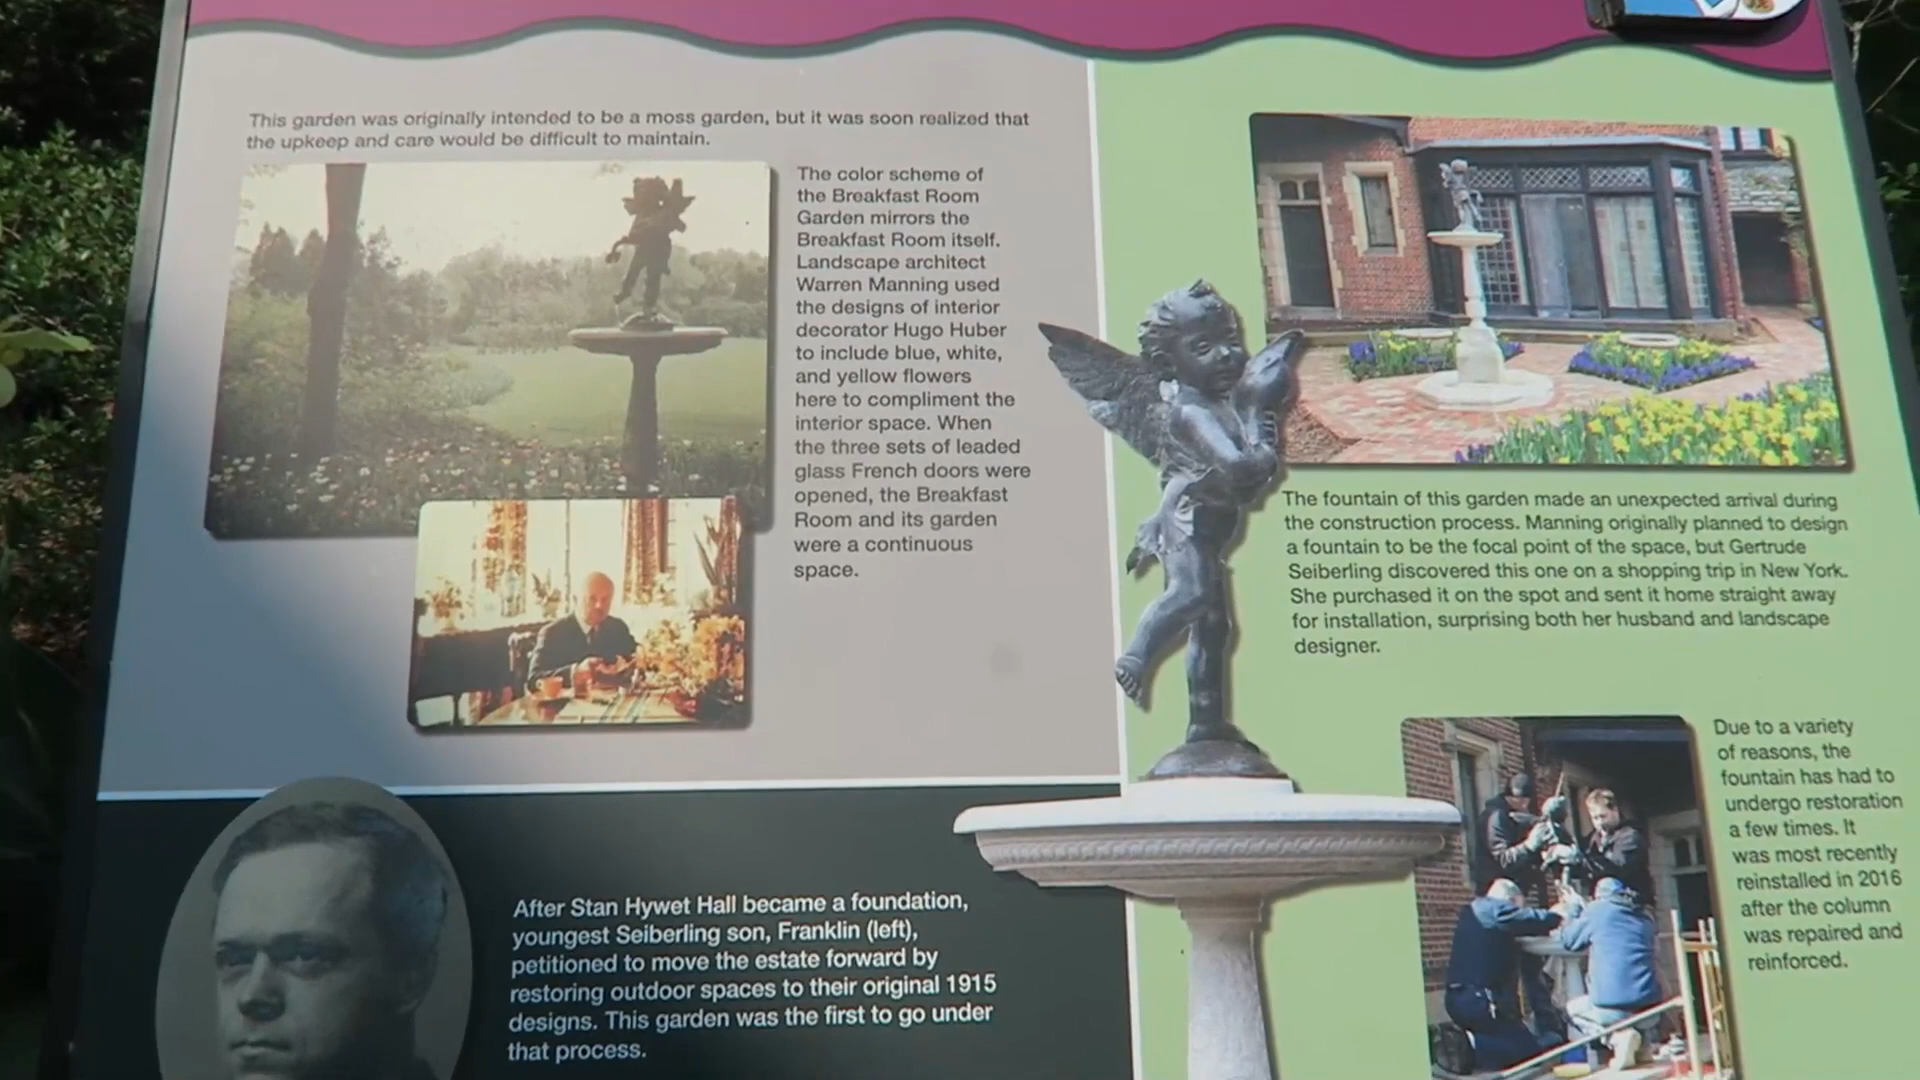 This garden was originally intended to be a moss garden, but it was soon realized that
the upkeep and care would be difficult to maintain.
The color scheme of
the Breakfast Room
Garden mirrors the
Breakfast Room itself.
Landscape architect
Warren Manning used
the designs of interior
decorator Hugo Huber
to include blue, white,
and yellow flowers
here to compliment the
interior space. When
the three sets of leaded
glass French doors were
opened, the Breakfast
Room and its garden
were a continuous
space.
The fountain of this garden made an unexpected arrival during
the construction process. Manning originally planned to design
a fountain to be the focal point of the space, but Gertrude
Seiberling discovered this one on a shopping trip in New York.
She purchased it on the spot and sent it home straight away
for installation, surprising both her husband and landscape
designer.
Due to a variety
of reasons, the
fountain has had to
undergo restoration
a few times. It
was most recently
reinstalled in 2016
after the column
was repaired and
reinforced.
After Stan Hywet Hall became a foundation,
youngest Seiberling son, Franklin (left),
petitioned to move the estate forward by
restoring outdoor spaces to their original 1915
designs. This garden was the first to go under
that process.